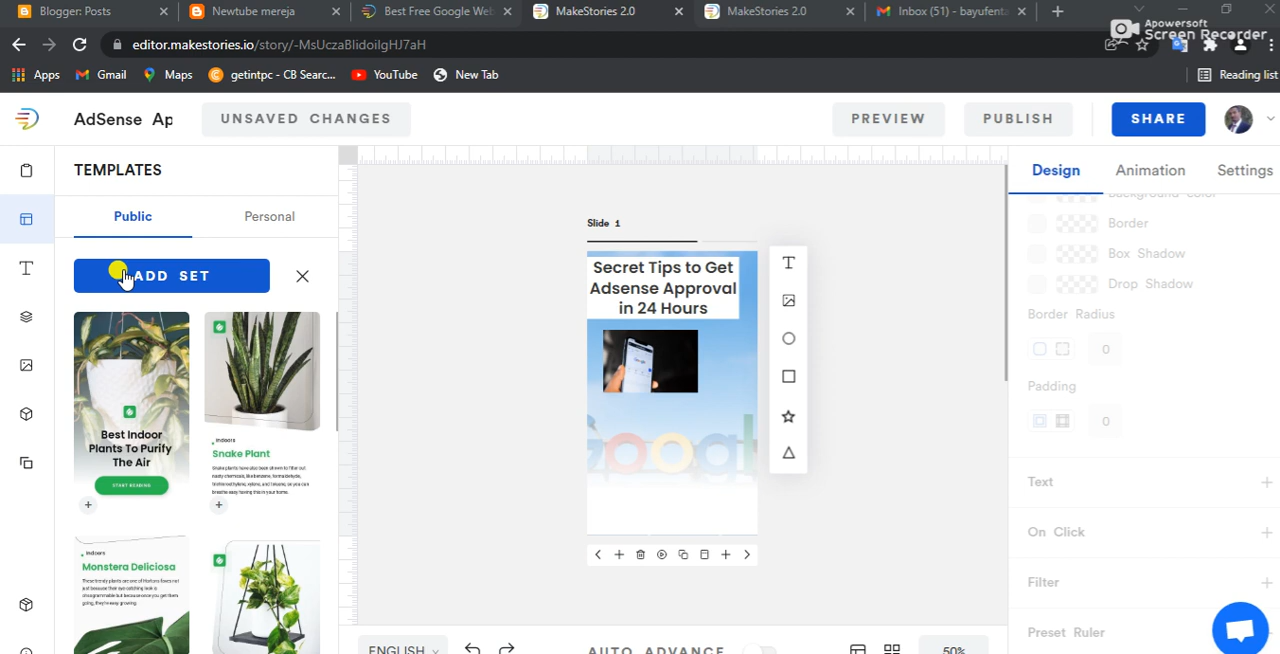 Blogger: Posts
Newtube mereja
Best Free Google Web
MakeStories 2.0
MakeStories 2.0
Inbox (51) - bayufenta
Apowersoft
Screen Recorder
editor.makestories.io/story/-MsUczaBlidoilgHJ7aH
Apps
Gmail
Maps
getintpc - CB Searc...
YouTube
New Tab
Reading list
AdSense Ap
UNSAVED CHANGES
PREVIEW
PUBLISH
SHARE
TEMPLATES
Public
Personal
ADD SET
Best Indoor
Plants To Purify
The Air
START READING
Indoors
Snake Plant
Indoors
Monstera Deliciosa
Slide 1
Secret Tips to Get
Adsense Approval
in 24 Hours
Google
ENGLISH
AUTO ADVANCE
50%
Design
Animation
Settings
Background Color
Border
Box Shadow
Drop Shadow
Border Radius
0
Padding
0
Text
On Click
Filter
Preset Ruler